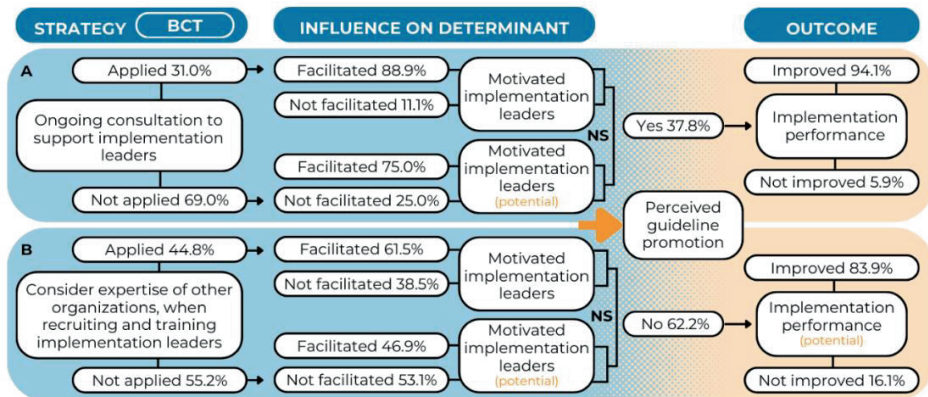 STRATEGY BCT
INFLUENCE ON DETERMINANT
OUTCOME
A
Applied 31.0%
Ongoing consultation to
support implementation
leaders
Not applied 69.0%
Facilitated 88.9%
Not facilitated 11.1%
Motivated
implementation
leaders
Facilitated 75.0%
Not facilitated 25.0%
Motivated
implementation
leaders
(potential)
NS
Yes 37.8%
Improved 94.1%
Implementation
performance
Not improved 5.9%
Perceived
guideline
promotion
B
Applied 44.8%
Consider expertise of other
organizations, when
recruiting and training
implementation leaders
Not applied 55.2%
Facilitated 61.5%
Not facilitated 38.5%
Motivated
implementation
leaders
Facilitated 46.9%
Not facilitated 53.1%
Motivated
implementation
leaders
(potential)
NS
No 62.2%
Improved 83.9%
Implementation
performance
(potential)
Not improved 16.1%